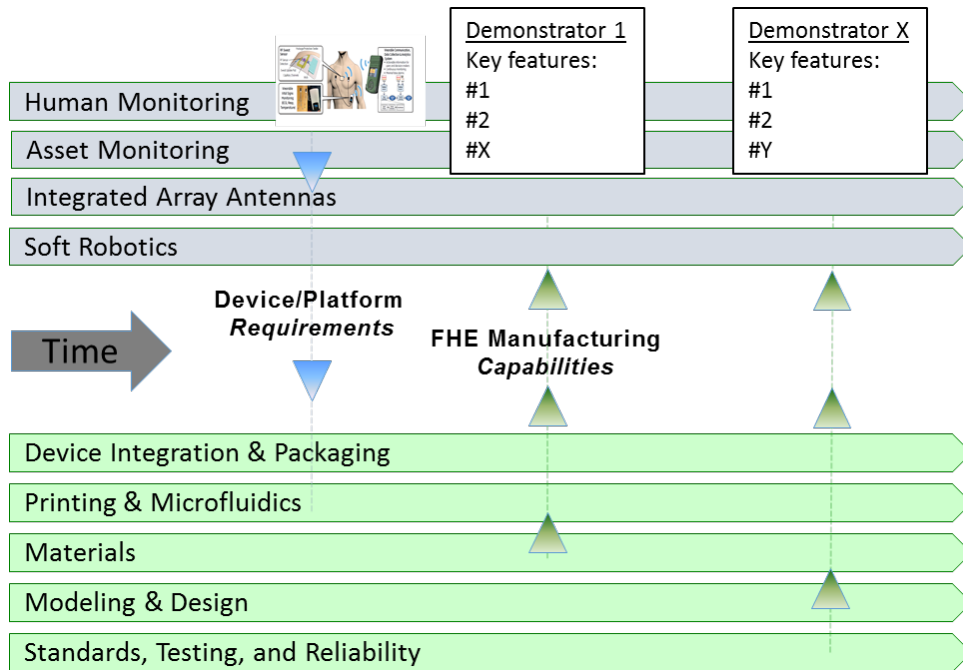 Demonstrator 1
Key features:
#1
#2
#X
Demonstrator X
Key features:
#1
#2
#Y
Human Monitoring
Asset Monitoring
Integrated Array Antennas
Soft Robotics
Device/Platform
Requirements
Time
FHE Manufacturing
Capabilities
Device Integration & Packaging
Printing & Microfluidics
Materials
Modeling & Design
Standards, Testing, and Reliability